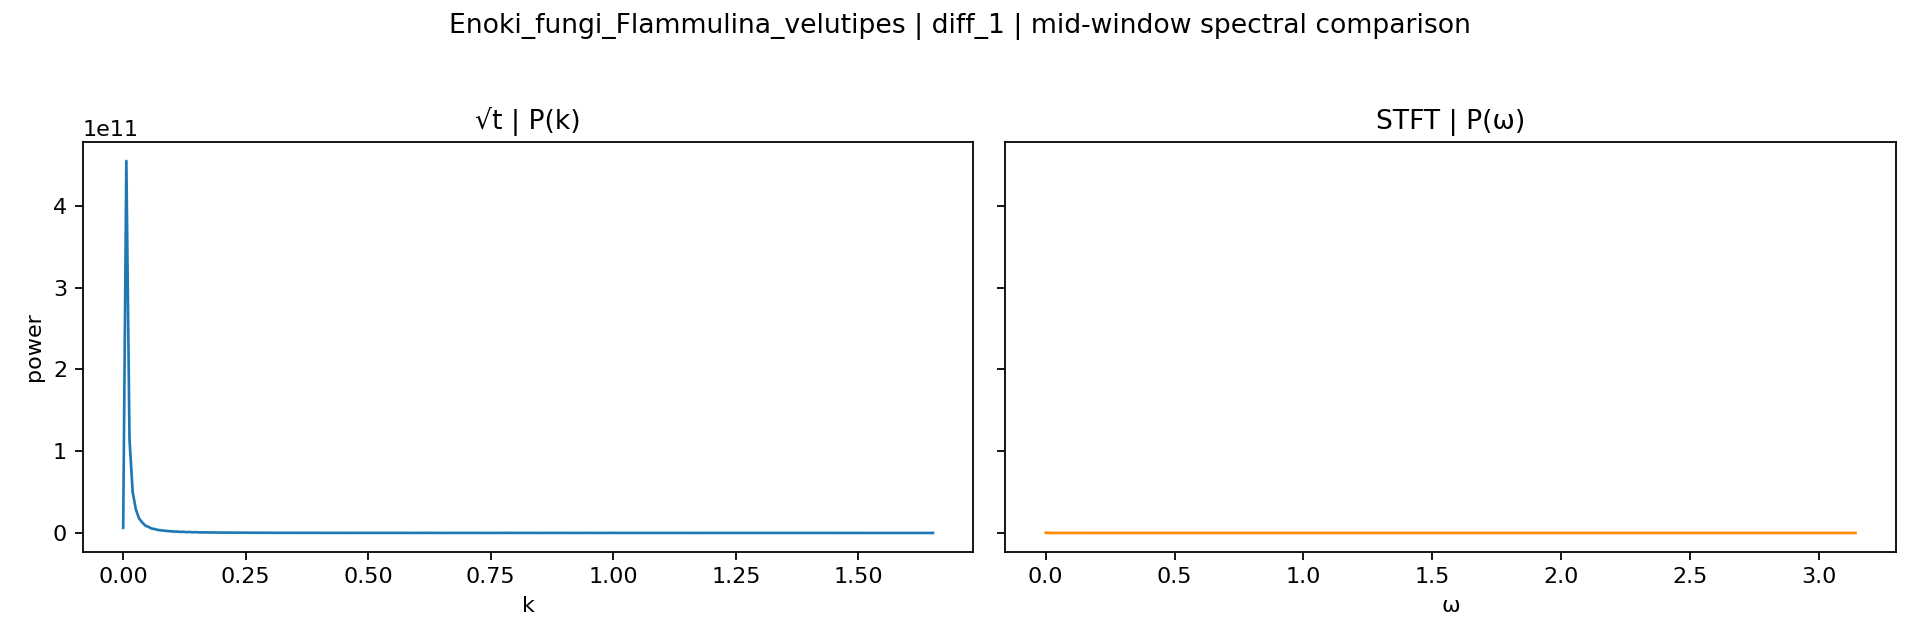 Enoki_fungi_Flammulina_velutipes | diff_1 | mid-window spectral comparison
√t | P(k)
1e11
4
3
2
1
0
power
0.00 0.25 0.50 0.75 1.00 1.25 1.50
k
STFT | P(ω)
0.0 0.5 1.0 1.5 2.0 2.5 3.0
ω